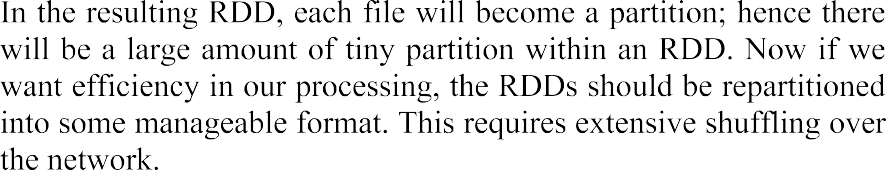 In the resulting RDD, each file will become a partition; hence there
will be a large amount of tiny partition within an RDD. Now if we
want efficiency in our processing, the RDDs should be repartitioned
into some manageable format. This requires extensive shuffling over
the network.